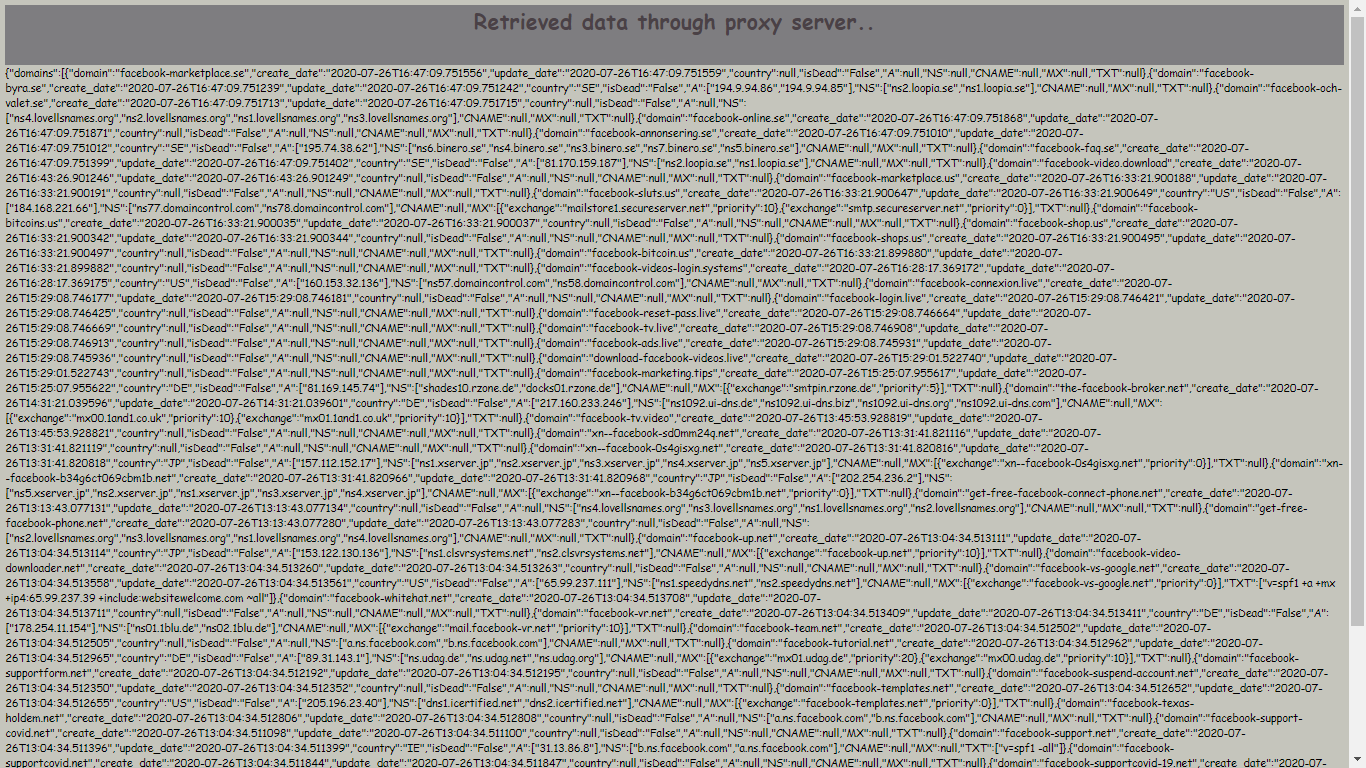 Retrieved data through proxy server..
{"domains":[{"domain":"facebook-marketplace.se","create_date":"2020-07-26T16:47:09.751556","update_date":"2020-07-26T16:47:09.751559","country":null,"isDead":"False","A":null,"NS":null,"CNAME":null,"MX":null,"TXT":null},{"domain":"facebook-
byra.se","create_date":"2020-07-26T16:47:09.751239","update_date":"2020-07-26T16:47:09.751242","country":"SE","isDead":"False","A":["194.9.94.86","194.9.94.85"],"NS":["ns2.loopia.se","ns1.loopia.se"],"CNAME":null,"MX":null,"TXT":null},{"domain":"facebook-och-
valet.se","create_date":"2020-07-26T16:47:09.751713","update_date":"2020-07-26T16:47:09.751715","country":null,"isDead":"False","A":null,"NS":
["ns4.lovellsnames.org","ns2.lovellsnames.org","ns1.lovellsnames.org","ns3.lovellsnames.org"],"CNAME":null,"MX":null,"TXT":null},{"domain":"facebook-online.se","create_date":"2020-07-26T16:47:09.751868","update_date":"2020-07-
26T16:47:09.751871","country":null,"isDead":"False","A":null,"NS":null,"CNAME":null,"MX":null,"TXT":null},{"domain":"facebook-annonsering.se","create_date":"2020-07-26T16:47:09.751010","update_date":"2020-07-
26T16:47:09.751012","country":"SE","isDead":"False","A":["195.74.38.62"],"NS":["ns6.binero.se","ns4.binero.se","ns3.binero.se","ns7.binero.se","ns5.binero.se"],"CNAME":null,"MX":null,"TXT":null},{"domain":"facebook-faq.se","create_date":"2020-07-
26T16:47:09.751399","update_date":"2020-07-26T16:47:09.751402","country":"SE","isDead":"False","A":["81.170.159.187"],"NS":["ns2.loopia.se","ns1.loopia.se"],"CNAME":null,"MX":null,"TXT":null},{"domain":"facebook-video.download","create_date":"2020-07-
26T16:43:26.901246","update_date":"2020-07-26T16:43:26.901249","country":null,"isDead":"False","A":null,"NS":null,"CNAME":null,"MX":null,"TXT":null},{"domain":"facebook-marketplace.us","create_date":"2020-07-26T16:33:21.900188","update_date":"2020-07-
26T16:33:21.900191","country":null,"isDead":"False","A":null,"NS":null,"CNAME":null,"MX":null,"TXT":null},{"domain":"facebook-sluts.us","create_date":"2020-07-26T16:33:21.900647","update_date":"2020-07-26T16:33:21.900649","country":"US","isDead":"False","A":
["184.168.221.66"],"NS":["ns77.domaincontrol.com","ns78.domaincontrol.com"],"CNAME":null,"MX":[{"exchange":"mailstore1.secureserver.net","priority":10},{"exchange":"smtp.secureserver.net","priority":0}],"TXT":null},{"domain":"facebook-
bitcoins.us","create_date":"2020-07-26T16:33:21.900035","update_date":"2020-07-26T16:33:21.900037","country":null,"isDead":"False","A":null,"NS":null,"CNAME":null,"MX":null,"TXT":null},{"domain":"facebook-shop.us","create_date":"2020-07-
26T16:33:21.900342","update_date":"2020-07-26T16:33:21.900344","country":null,"isDead":"False","A":null,"NS":null,"CNAME":null,"MX":null,"TXT":null},{"domain":"facebook-shops.us","create_date":"2020-07-26T16:33:21.900495","update_date":"2020-07-
26T16:33:21.900497","country":null,"isDead":"False","A":null,"NS":null,"CNAME":null,"MX":null,"TXT":null},{"domain":"facebook-bitcoin.us","create_date":"2020-07-26T16:33:21.899880","update_date":"2020-07-
26T16:33:21.899882","country":null,"isDead":"False","A":null,"NS":null,"CNAME":null,"MX":null,"TXT":null},{"domain":"facebook-videos-login.systems","create_date":"2020-07-26T16:28:17.369172","update_date":"2020-07-
26T16:28:17.369175","country":"US","isDead":"False","A":["160.153.32.136"],"NS":["ns57.domaincontrol.com","ns58.domaincontrol.com"],"CNAME":null,"MX":null,"TXT":null},{"domain":"facebook-connexion.live","create_date":"2020-07-
26T15:29:08.746177","update_date":"2020-07-26T15:29:08.746181","country":null,"isDead":"False","A":null,"NS":null,"CNAME":null,"MX":null,"TXT":null},{"domain":"facebook-login.live","create_date":"2020-07-26T15:29:08.746421","update_date":"2020-07-
26T15:29:08.746425","country":null,"isDead":"False","A":null,"NS":null,"CNAME":null,"MX":null,"TXT":null},{"domain":"facebook-reset-pass.live","create_date":"2020-07-26T15:29:08.746664","update_date":"2020-07-
26T15:29:08.746669","country":null,"isDead":"False","A":null,"NS":null,"CNAME":null,"MX":null,"TXT":null},{"domain":"facebook-tv.live","create_date":"2020-07-26T15:29:08.746908","update_date":"2020-07-
26T15:29:08.746913","country":null,"isDead":"False","A":null,"NS":null,"CNAME":null,"MX":null,"TXT":null},{"domain":"facebook-ads.live","create_date":"2020-07-26T15:29:08.745931","update_date":"2020-07-
26T15:29:08.745936","country":null,"isDead":"False","A":null,"NS":null,"CNAME":null,"MX":null,"TXT":null},{"domain":"download-facebook-videos.live","create_date":"2020-07-26T15:29:01.522740","update_date":"2020-07-
26T15:29:01.522743","country":null,"isDead":"False","A":null,"NS":null,"CNAME":null,"MX":null,"TXT":null},{"domain":"facebook-marketing.tips","create_date":"2020-07-26T15:25:07.955617","update_date":"2020-07-
26T15:25:07.955622","country":"DE","isDead":"False","A":["81.169.145.74"],"NS":["shades10.rzone.de","docks01.rzone.de"],"CNAME":null,"MX":[{"exchange":"smtpin.rzone.de","priority":5}],"TXT":null},{"domain":"the-facebook-broker.net","create_date":"2020-07-
26T14:31:21.039596","update_date":"2020-07-26T14:31:21.039601","country":"DE","isDead":"False","A":["217.160.233.246"],"NS":["ns1092.ui-dns.de","ns1092.ui-dns.biz","ns1092.ui-dns.org","ns1092.ui-dns.com"],"CNAME":null,"MX":
[{"exchange":"mx00.1and1.co.uk","priority":10},{"exchange":"mx01.1and1.co.uk","priority":10}],"TXT":null},{"domain":"facebook-tv.video","create_date":"2020-07-26T13:45:53.928819","update_date":"2020-07-
26T13:45:53.928821","country":null,"isDead":"False","A":null,"NS":null,"CNAME":null,"MX":null,"TXT":null},{"domain":"xn--facebook-sd0mm24q.net","create_date":"2020-07-26T13:31:41.821116","update_date":"2020-07-
26T13:31:41.821119","country":null,"isDead":"False","A":null,"NS":null,"CNAME":null,"MX":null,"TXT":null},{"domain":"xn--facebook-0s4gisxg.net","create_date":"2020-07-26T13:31:41.820816","update_date":"2020-07-
26T13:31:41.820818","country":"JP","isDead":"False","A":["157.112.152.17"],"NS":["ns1.xserver.jp","ns2.xserver.jp","ns3.xserver.jp","ns4.xserver.jp","ns5.xserver.jp"],"CNAME":null,"MX":[{"exchange":"xn--facebook-0s4gisxg.net","priority":0}],"TXT":null},{"domain":"xn-
-facebook-b34g6ct069cbm1b.net","create_date":"2020-07-26T13:31:41.820966","update_date":"2020-07-26T13:31:41.820968","country":"JP","isDead":"False","A":["202.254.236.2"],"NS":
["ns5.xserver.jp","ns2.xserver.jp","ns1.xserver.jp","ns3.xserver.jp","ns4.xserver.jp"],"CNAME":null,"MX":[{"exchange":"xn--facebook-b34g6ct069cbm1b.net","priority":0}],"TXT":null},{"domain":"get-free-facebook-connect-phone.net","create_date":"2020-07-
26T13:13:43.077131","update_date":"2020-07-26T13:13:43.077134","country":null,"isDead":"False","A":null,"NS":["ns4.lovellsnames.org","ns3.lovellsnames.org","ns1.lovellsnames.org","ns2.lovellsnames.org"],"CNAME":null,"MX":null,"TXT":null},{"domain":"get-free-
facebook-phone.net","create_date":"2020-07-26T13:13:43.077280","update_date":"2020-07-26T13:13:43.077283","country":null,"isDead":"False","A":null,"NS":
["ns2.lovellsnames.org","ns3.lovellsnames.org","ns1.lovellsnames.org","ns4.lovellsnames.org"],"CNAME":null,"MX":null,"TXT":null},{"domain":"facebook-up.net","create_date":"2020-07-26T13:04:34.513111","update_date":"2020-07-
26T13:04:34.513114","country":"JP","isDead":"False","A":["153.122.130.136"],"NS":["ns1.clsvrsystems.net","ns2.clsvrsystems.net"],"CNAME":null,"MX":[{"exchange":"facebook-up.net","priority":10}],"TXT":null},{"domain":"facebook-video-
downloader.net","create_date":"2020-07-26T13:04:34.513260","update_date":"2020-07-26T13:04:34.513263","country":null,"isDead":"False","A":null,"NS":null,"CNAME":null,"MX":null,"TXT":null},{"domain":"facebook-vs-google.net","create_date":"2020-07-
26T13:04:34.513558","update_date":"2020-07-26T13:04:34.513561","country":"US","isDead":"False","A":["65.99.237.111"],"NS":["ns1.speedydns.net","ns2.speedydns.net"],"CNAME":null,"MX":[{"exchange":"facebook-vs-google.net","priority":0}],"TXT":["v=spf1 +a +mx
+ip4:65.99.237.39 +include:websitewelcome.com ~all"]},{"domain":"facebook-whitehat.net","create_date":"2020-07-26T13:04:34.513708","update_date":"2020-07-
26T13:04:34.513711","country":null,"isDead":"False","A":null,"NS":null,"CNAME":null,"MX":null,"TXT":null},{"domain":"facebook-vr.net","create_date":"2020-07-26T13:04:34.513409","update_date":"2020-07-26T13:04:34.513411","country":"DE","isDead":"False","A":
["178.254.11.154"],"NS":["ns01.1blu.de","ns02.1blu.de"],"CNAME":null,"MX":[{"exchange":"mail.facebook-vr.net","priority":10}],"TXT":null},{"domain":"facebook-team.net","create_date":"2020-07-26T13:04:34.512502","update_date":"2020-07-
26T13:04:34.512505","country":null,"isDead":"False","A":null,"NS":["a.ns.facebook.com","b.ns.facebook.com"],"CNAME":null,"MX":null,"TXT":null},{"domain":"facebook-tutorial.net","create_date":"2020-07-26T13:04:34.512962","update_date":"2020-07-
26T13:04:34.512965","country":"DE","isDead":"False","A":["89.31.143.1"],"NS":["ns.udag.de","ns.udag.net","ns.udag.org"],"CNAME":null,"MX":[{"exchange":"mx01.udag.de","priority":20},{"exchange":"mx00.udag.de","priority":10}],"TXT":null},{"domain":"facebook-
supportform.net","create_date":"2020-07-26T13:04:34.512192","update_date":"2020-07-26T13:04:34.512195","country":null,"isDead":"False","A":null,"NS":null,"CNAME":null,"MX":null,"TXT":null},{"domain":"facebook-suspend-account.net","create_date":"2020-07-
26T13:04:34.512350","update_date":"2020-07-26T13:04:34.512352","country":null,"isDead":"False","A":null,"NS":null,"CNAME":null,"MX":null,"TXT":null},{"domain":"facebook-templates.net","create_date":"2020-07-26T13:04:34.512652","update_date":"2020-07-
26T13:04:34.512655","country":"US","isDead":"False","A":["205.196.23.40"],"NS":["dns1.icertified.net","dns2.icertified.net"],"CNAME":null,"MX":[{"exchange":"facebook-templates.net","priority":0}],"TXT":null},{"domain":"facebook-texas-
holdem.net","create_date":"2020-07-26T13:04:34.512806","update_date":"2020-07-26T13:04:34.512808","country":null,"isDead":"False","A":null,"NS":["a.ns.facebook.com","b.ns.facebook.com"],"CNAME":null,"MX":null,"TXT":null},{"domain":"facebook-support-
covid.net","create_date":"2020-07-26T13:04:34.511098","update_date":"2020-07-26T13:04:34.511100","country":null,"isDead":"False","A":null,"NS":null,"CNAME":null,"MX":null,"TXT":null},{"domain":"facebook-support.net","create_date":"2020-07-
26T13:04:34.511396","update_date":"2020-07-26T13:04:34.511399","country":"IE","isDead":"False","A":["31.13.86.8"],"NS":["b.ns.facebook.com","a.ns.facebook.com"],"CNAME":null,"MX":null,"TXT":["v=spf1 -all"]},{"domain":"facebook-
supportcovid.net","create_date":"2020-07-26T13:04:34.511844","update_date":"2020-07-26T13:04:34.511847","country":null,"isDead":"False","A":null,"NS":null,"CNAME":null,"MX":null,"TXT":null},{"domain":"facebook-supportcovid-19.net","create_date":"2020-07-